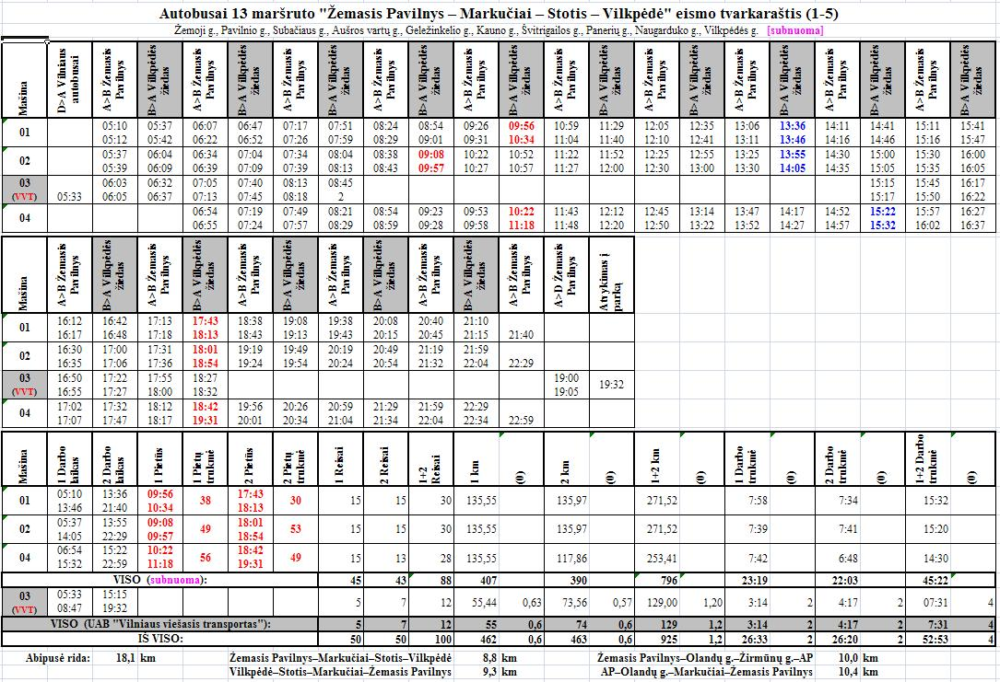 Autobusai 13 maršruto "Žemasis Pavilnys – Markučiai – Stotis – Vilkpėdė" eismo tvarkaraštis (1-5)
Žemoji g., Pavilnio g., Subačiaus g., Aušros vartų g., Geležinkelio g., Kauno g., Švitrigailos g., Panerių g., Naugarduko g., Vilkpėdės g. [subnuoma]
Mašina D>A Vilniaus autobusai A>B Žemasis Pavilnys B>A Vilkpėdės žiedas A>B Žemasis Pavilnys B>A Vilkpėdės žiedas A>B Žemasis Pavilnys B>A Vilkpėdės žiedas A>B Žemasis Pavilnys B>A Vilkpėdės žiedas A>B Žemasis Pavilnys B>A Vilkpėdės žiedas A>B Žemasis Pavilnys B>A Vilkpėdės žiedas A>B Žemasis Pavilnys B>A Vilkpėdės žiedas A>B Žemasis Pavilnys B>A Vilkpėdės žiedas A>B Žemasis Pavilnys B>A Vilkpėdės žiedas A>B Žemasis Pavilnys B>A Vilkpėdės žiedas
01 05:10 05:37 06:07 06:47 07:17 07:51 08:24 08:54 09:26 09:56 10:59 11:29 12:05 12:35 13:06 13:36 14:11 14:41 15:11 15:41
05:12 05:42 06:22 06:52 07:26 07:59 08:29 09:01 09:31 10:34 11:04 11:40 12:10 12:41 13:11 13:46 14:16 14:46 15:16 15:47
02 05:37 06:04 06:34 07:04 07:34 08:04 08:38 09:08 10:22 10:52 11:22 11:52 12:25 12:55 13:25 13:55 14:30 15:00 15:30 16:00
05:39 06:09 06:39 07:09 07:39 08:13 08:43 09:57 10:27 10:57 11:27 12:00 12:30 13:00 13:30 14:05 14:35 15:05 15:35 16:05
03 06:03 06:32 07:05 07:40 08:13 08:45 15:15 15:45 16:17
(VVT) 05:33 06:05 06:37 07:13 07:45 08:18 2 15:17 15:50 16:22
04 06:54 07:19 07:49 08:21 08:54 09:23 09:53 10:22 11:43 12:12 12:45 13:14 13:47 14:17 14:52 15:22 15:57 16:27
06:55 07:24 07:57 08:29 08:59 09:28 09:58 11:18 11:48 12:20 12:50 13:22 13:52 14:27 14:57 15:32 16:02 16:37
Mašina A>B Žemasis Pavilnys B>A Vilkpėdės žiedas A>B Žemasis Pavilnys B>A Vilkpėdės žiedas A>B Žemasis Pavilnys B>A Vilkpėdės žiedas A>B Žemasis Pavilnys B>A Vilkpėdės žiedas A>B Žemasis Pavilnys B>A Vilkpėdės žiedas A>B Žemasis Pavilnys A>D Žemasis Pavilnys Atvykimas į parką
01 16:12 16:42 17:13 17:43 18:38 19:08 19:38 20:08 20:40 21:10
16:17 16:48 17:18 18:13 18:43 19:13 19:43 20:15 20:45 21:15 21:40
02 16:30 17:00 17:31 18:01 19:19 19:49 20:19 20:49 21:19 21:59
16:35 17:06 17:36 18:54 19:24 19:54 20:24 20:54 21:32 22:04 22:29
03 16:50 17:22 17:55 18:27 19:00 19:32
(VVT) 16:55 17:27 18:00 18:32 19:05
04 17:02 17:32 18:12 18:42 19:56 20:26 20:59 21:29 21:59 22:29
17:07 17:47 18:17 19:31 20:01 20:34 21:04 21:34 22:04 22:34 22:59
Mašina 1 Darbo laikas 2 Darbo laikas 1 Pietūs 1 Pietų trukmė 2 Pietūs 2 Pietų trukmė 1 Reisai 2 Reisai 1+2 Reisai 1 km (0) 2 km (0) 1+2 km (0) 1 Darbo trukmė (0) 2 Darbo trukmė (0) 1+2 Darbo trukmė (0)
01 05:10 13:36 09:56 38 17:43 30 15 15 30 135,55 135,97 271,52 7:58 7:34 15:32
13:46 21:40 10:34 18:13
02 05:37 13:55 09:08 49 18:01 53 15 15 30 135,55 135,97 271,52 7:39 7:41 15:20
14:05 22:29 09:57 18:54
04 06:54 15:22 10:22 56 18:42 49 15 13 28 135,55 117,86 253,41 7:42 6:48 14:30
15:32 22:59 11:18 19:31
VISO (subnuoma): 45 43 88 407 390 796 23:19 22:03 45:22
03 05:33 15:15 5 7 12 55,44 0,63 73,56 0,57 129,00 1,20 3:14 2 4:17 2 07:31 4
(VVT) 08:47 19:32
VISO (UAB "Vilniaus viešasis transportas"): 5 7 12 55 0,6 74 0,6 129 1,2 3:14 2 4:17 2 7:31 4
IŠ VISO: 50 50 100 462 0,6 463 0,6 925 1,2 26:33 2 26:20 2 52:53 4
Abipusė rida: 18,1 km Žemasis Pavilnys–Markučiai–Stotis–Vilkpėdė 8,8 km Žemasis Pavilnys–Olandų g.–Žirmūnų g.–AP 10,0 km
Vilkpėdė–Stotis–Markučiai–Žemasis Pavilnys 9,3 km AP–Olandų g.–Markučiai–Žemasis Pavilnys 10,4 km